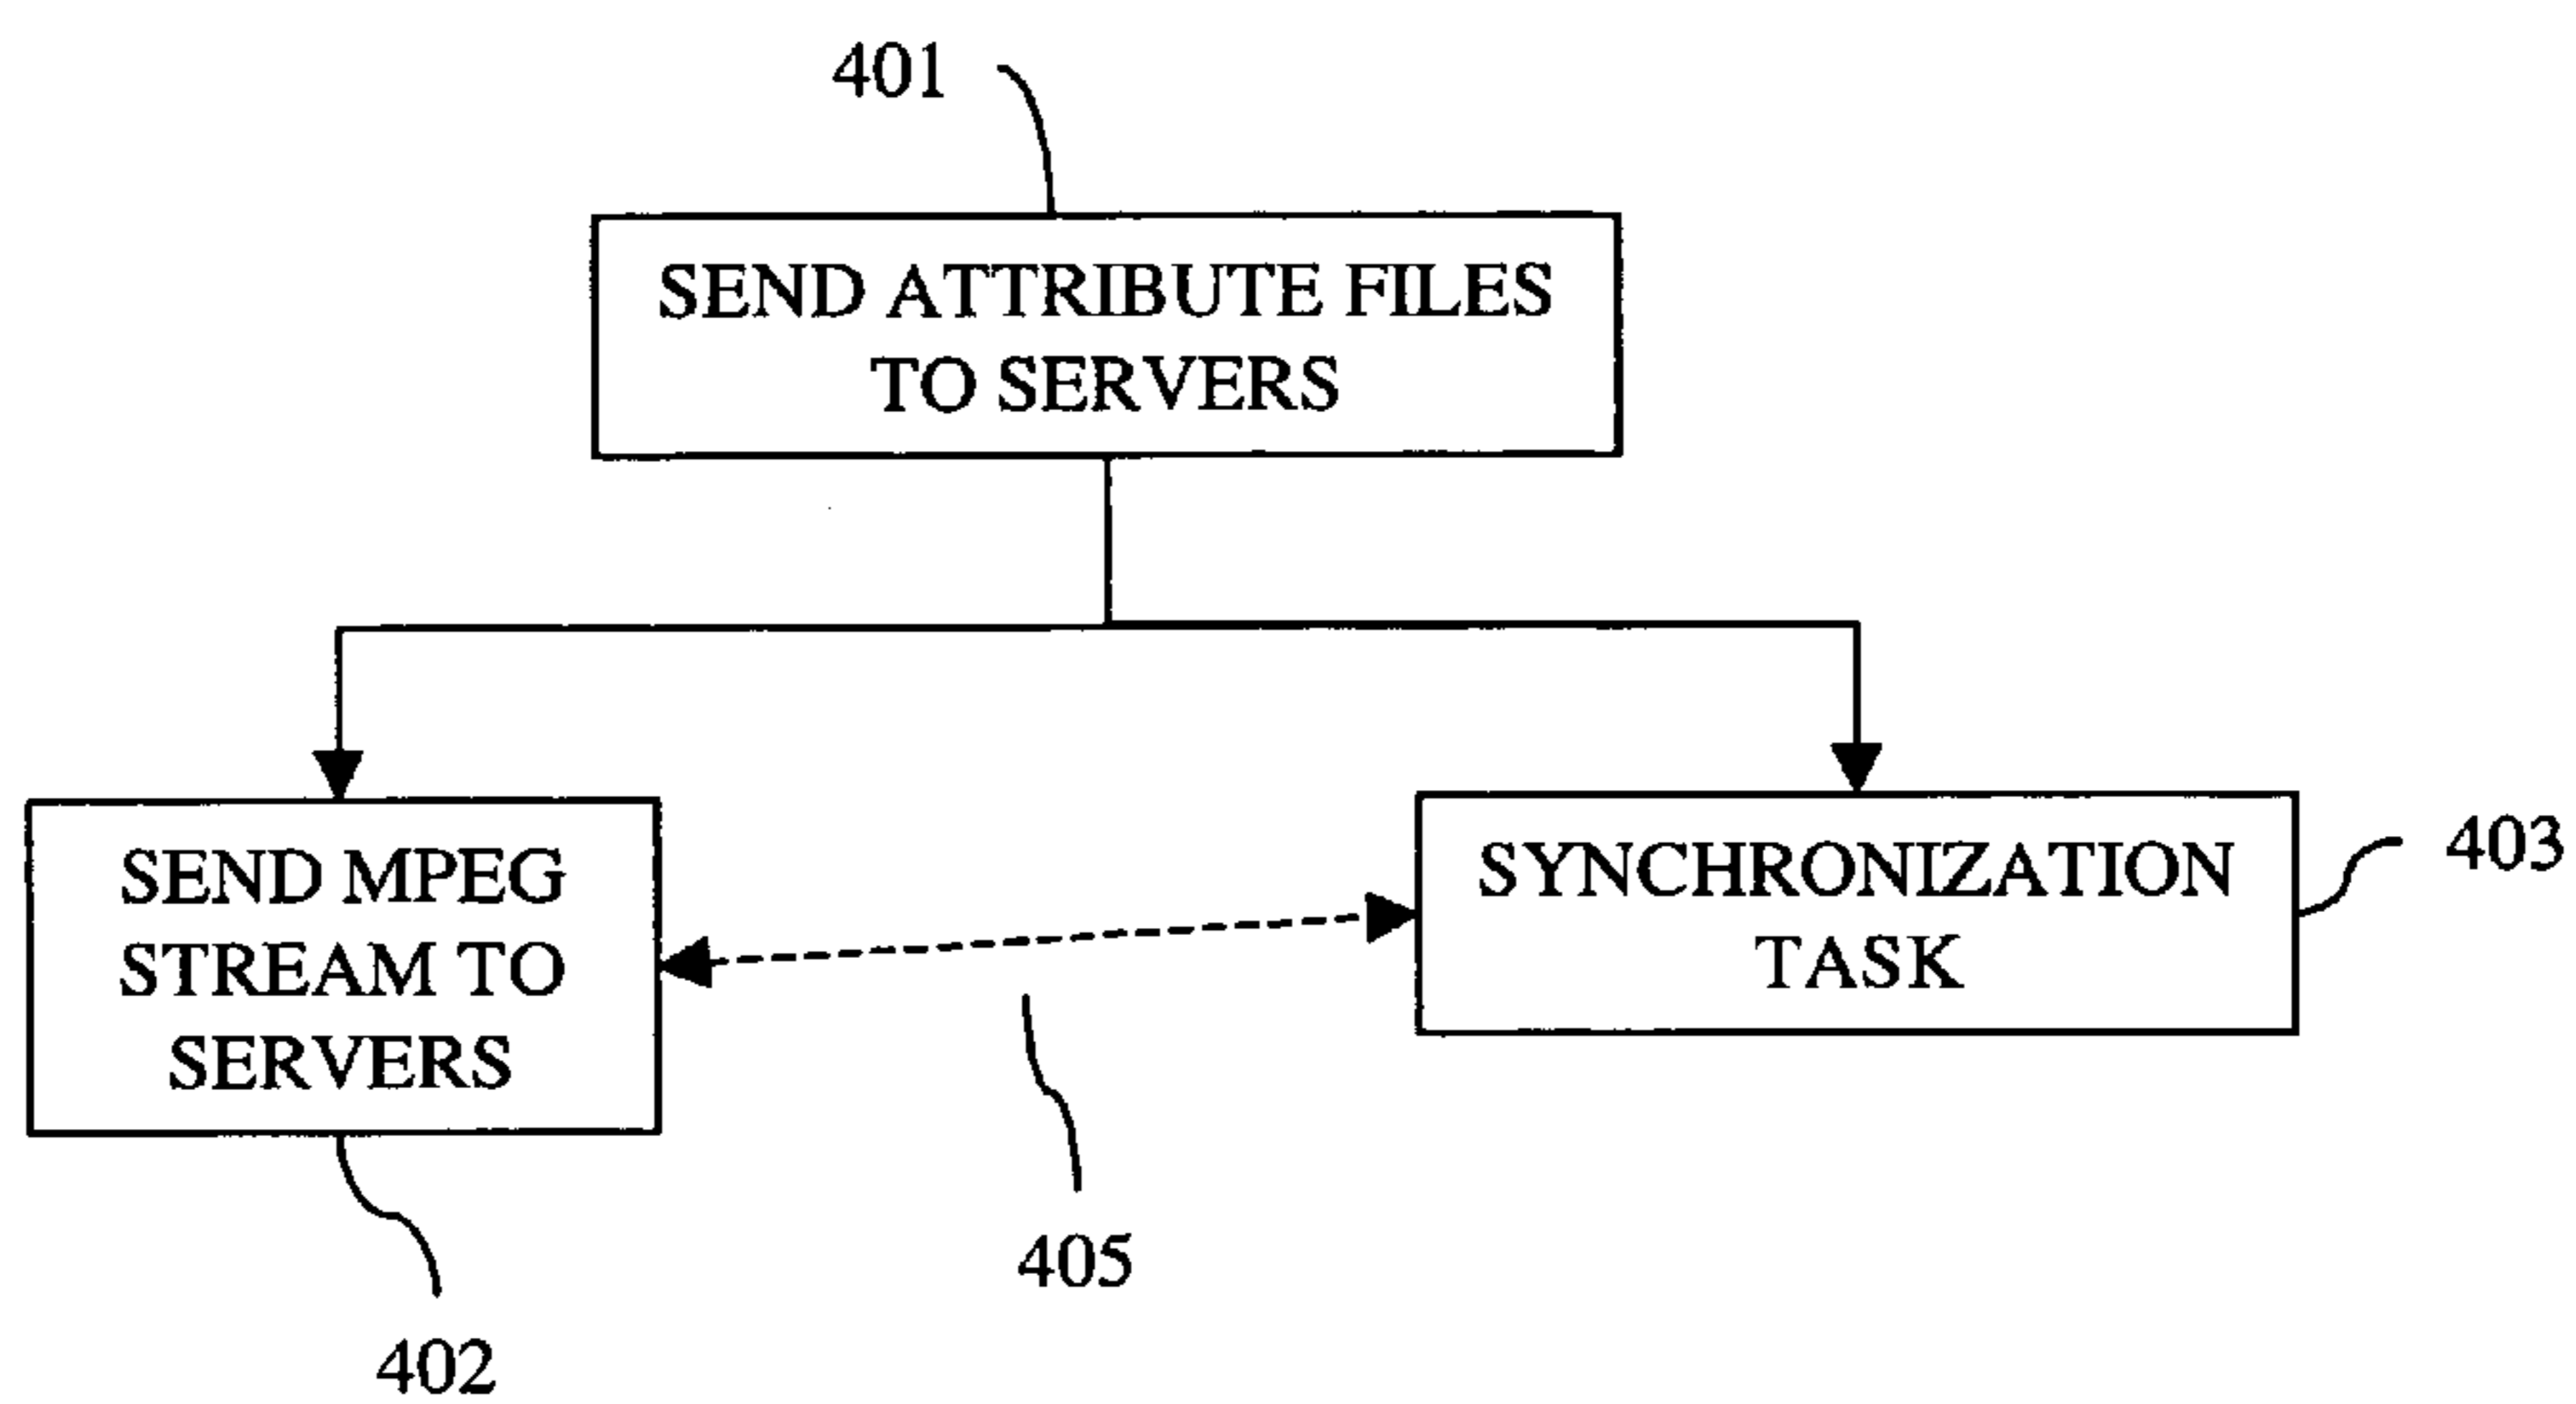 401
SEND ATTRIBUTE FILES
TO SERVERS
SEND MPEG
STREAM TO
SERVERS
SYNCHRONIZATION
TASK
403
405
402